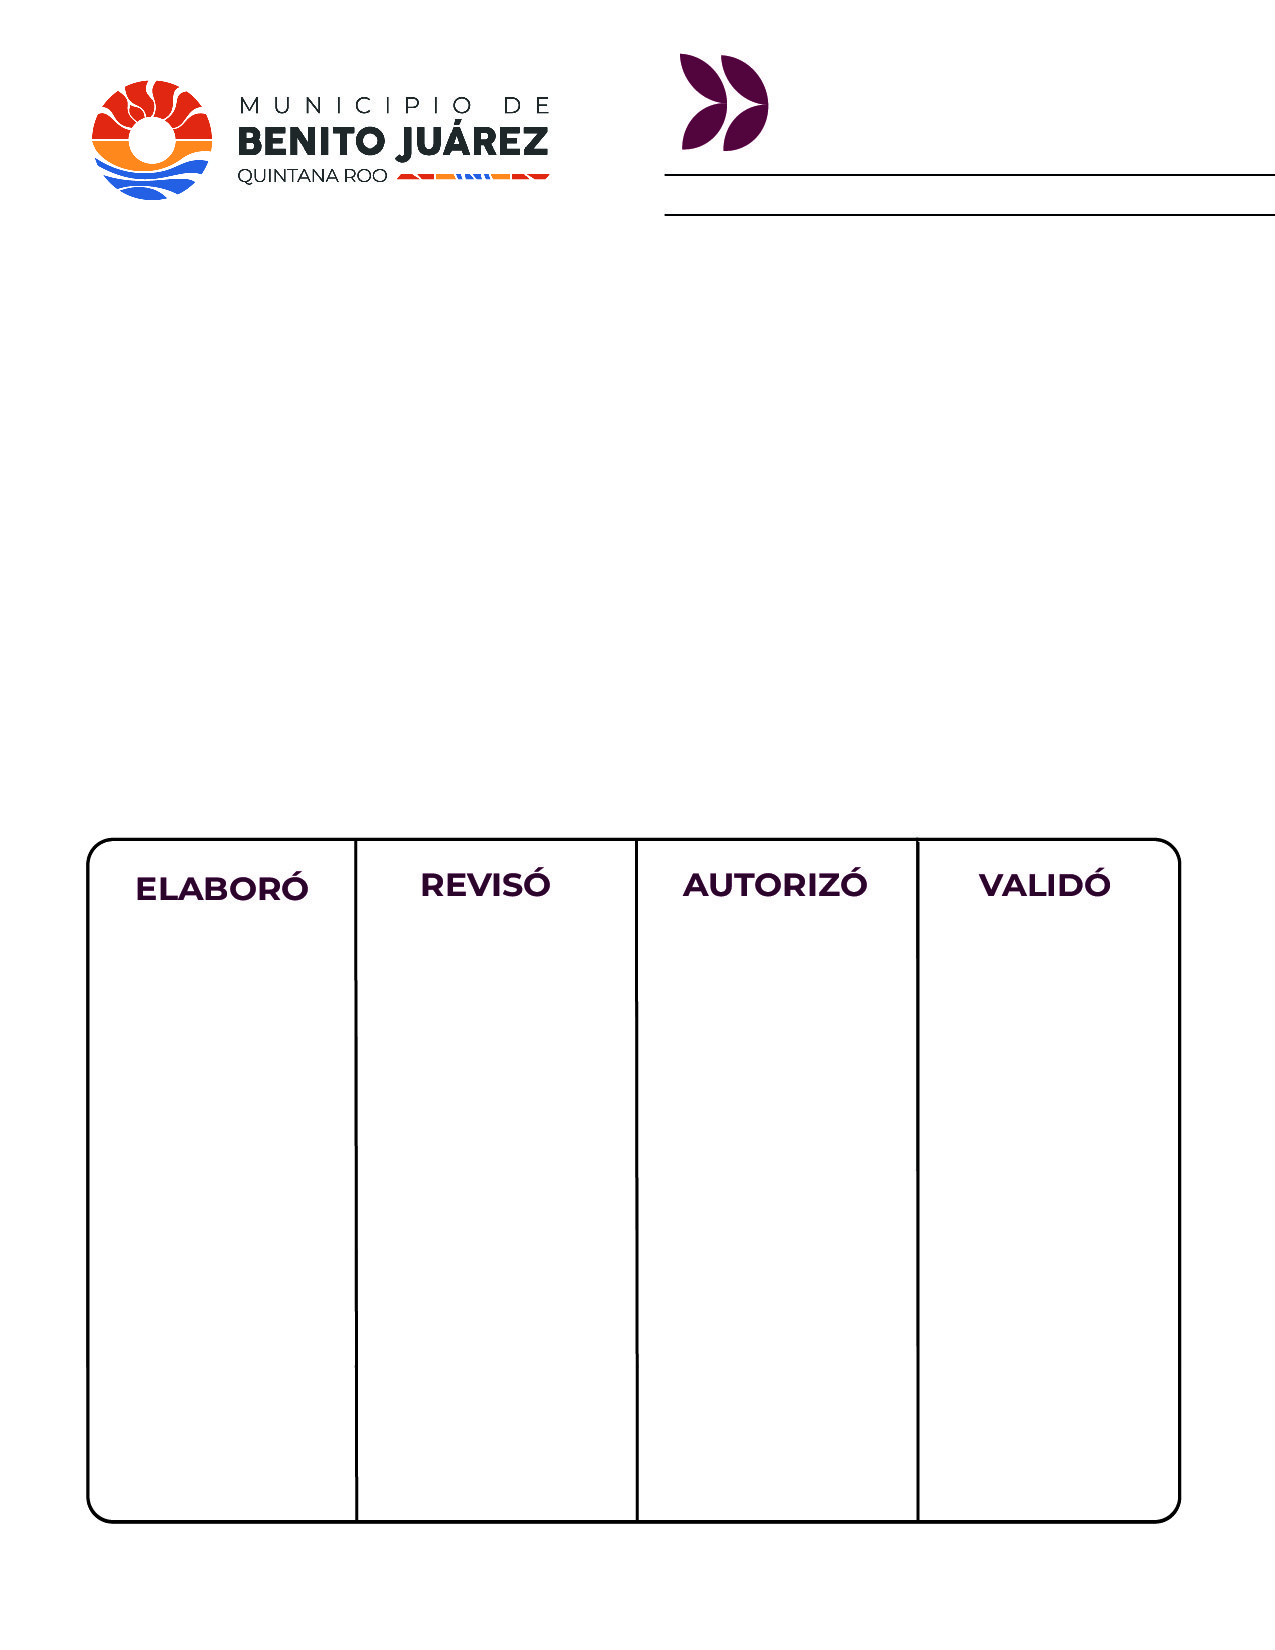 MUNICIPIO DE
BENITO JUÁREZ
QUINTANA ROO
ELABORÓ REVISÓ AUTORIZÓ VALIDÓ